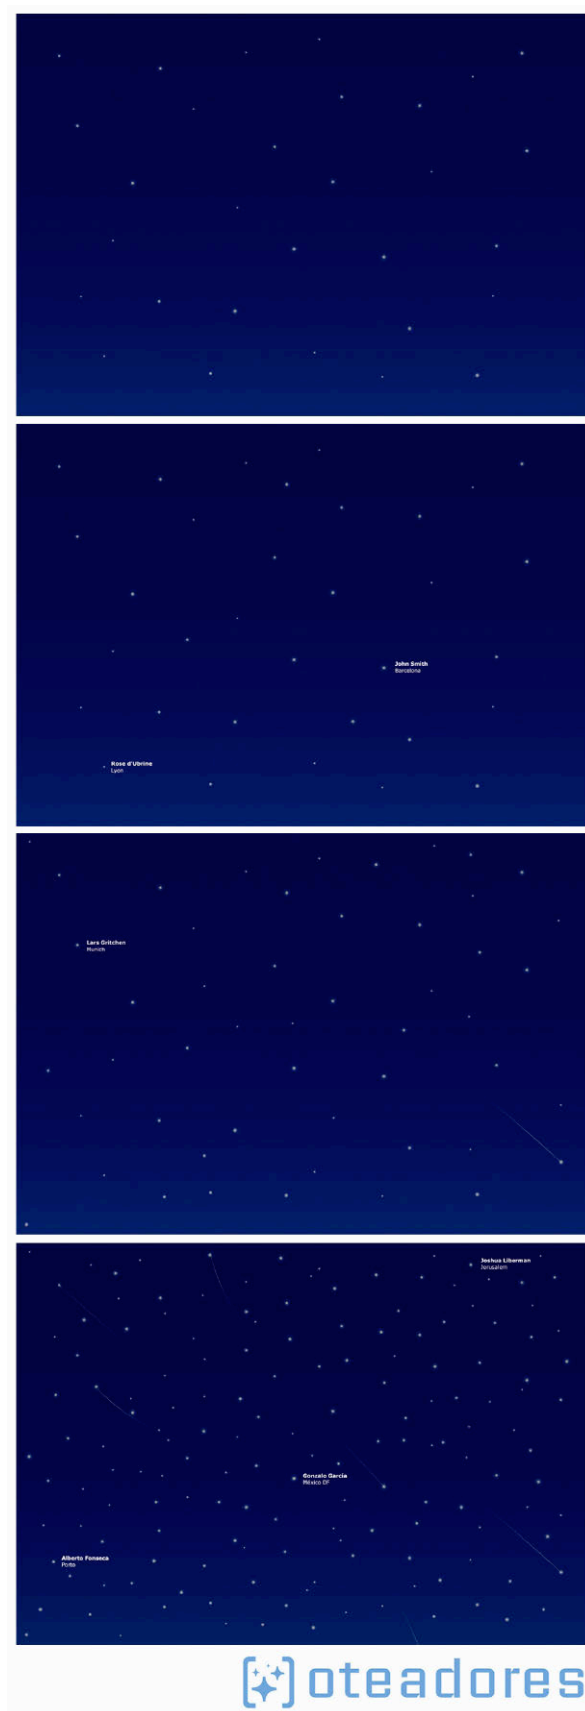 John Smith
Barcelona
Rose d'Ubrine
Lyon
Lars Gritchen
Munich
Joshua Liberman
Jerusalem
Gonzalo García
México DF
Alberto Fonseca
Porto
oteadores